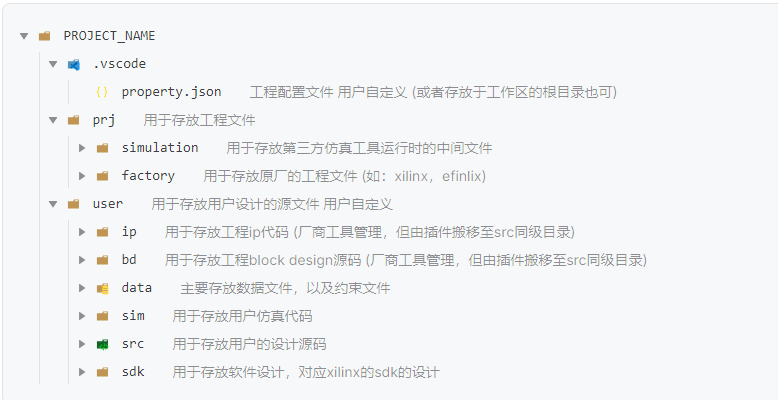 PROJECT_NAME
.vscode
{} property.json 工程配置文件 用户自定义 (或者存放于工作区的根目录也可)
prj 用于存放工程文件
simulation 用于存放第三方仿真工具运行时的中间文件
factory 用于存放原厂的工程文件 (如：xilinx，efinlix)
user 用于存放用户设计的源文件 用户自定义
ip 用于存放工程ip代码 (厂商工具管理，但由插件搬移至src同级目录)
bd 用于存放工程block design源码 (厂商工具管理，但由插件搬移至src同级目录)
data 主要存放数据文件，以及约束文件
sim 用于存放用户仿真代码
src 用于存放用户的设计源码
sdk 用于存放软件设计，对应xilinx的sdk的设计